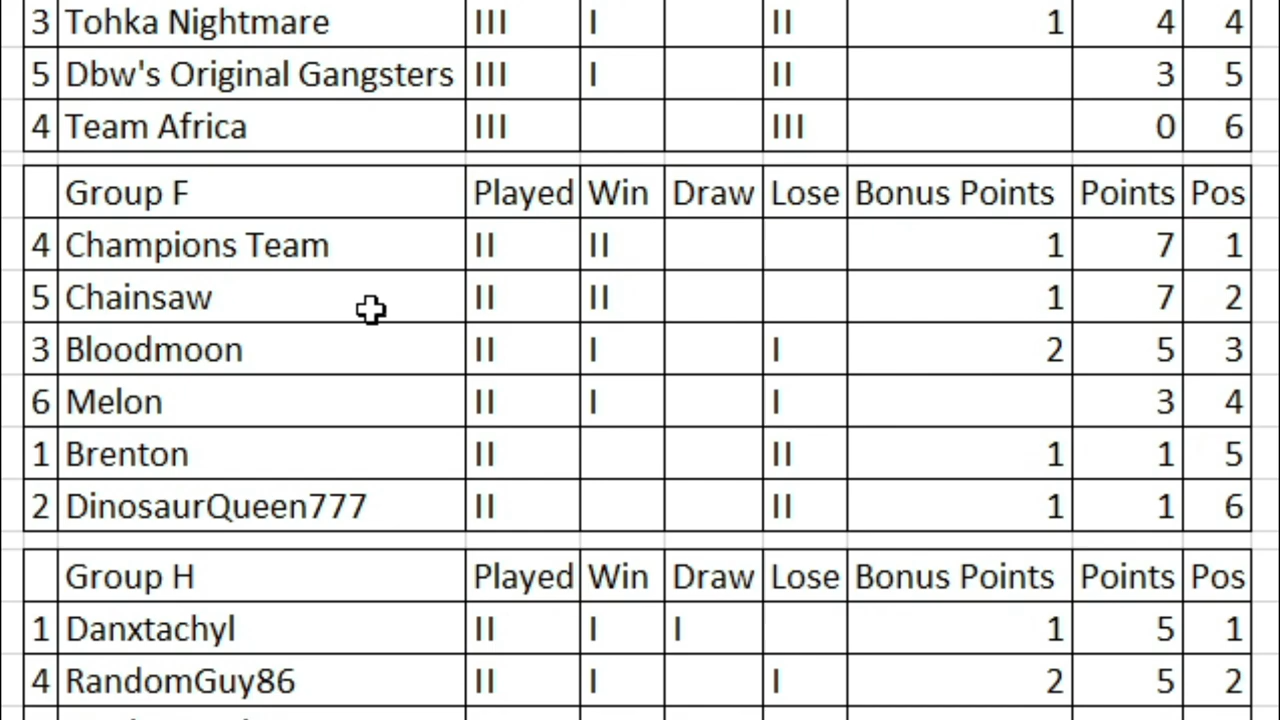 3 Tohka Nightmare III I II 1 4 4
5 Dbw's Original Gangsters III I II 3 5
4 Team Africa III III 0 6
Group F Played Win Draw Lose Bonus Points Points Pos
4 Champions Team II II 1 7 1
5 Chainsaw II II 1 7 2
3 Bloodmoon II I I 2 5 3
6 Melon II I I 3 4
1 Brenton II II 1 1 5
2 DinosaurQueen777 II II 1 1 6
Group H Played Win Draw Lose Bonus Points Points Pos
1 Danxtachyl II I I 1 5 1
4 RandomGuy86 II I I 2 5 2